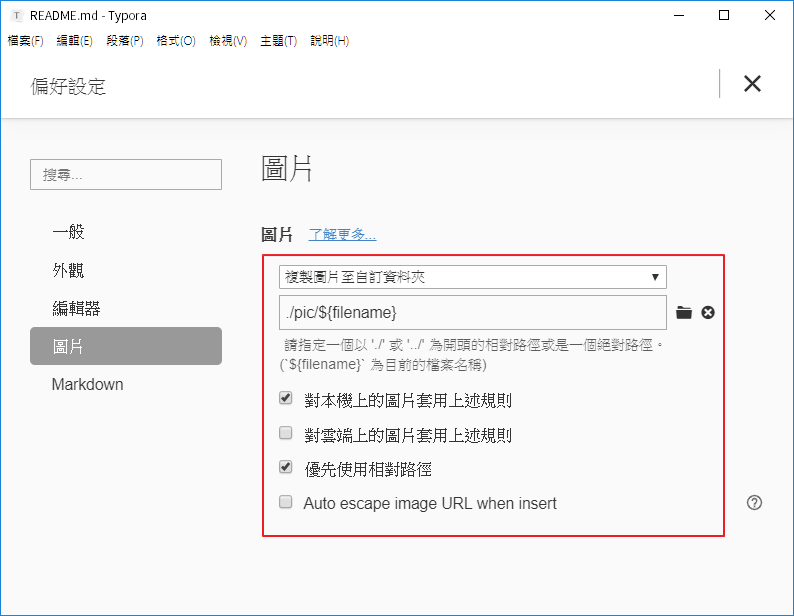 README.md - Typora
檔案(F) 編輯(E) 段落(P) 格式(O) 檢視(V) 主題(T) 說明(H)
偏好設定
搜尋...
一般
外觀
編輯器
圖片
Markdown
圖片
圖片 了解更多...
複製圖片至自訂資料夾
./pic/${filename}
請指定一個以 './' 或 '../' 為開頭的相對路徑或是一個絕對路徑。
(`${filename}` 為目前的檔案名稱)
對本機上的圖片套用上述規則
對雲端上的圖片套用上述規則
優先使用相對路徑
Auto escape image URL when insert